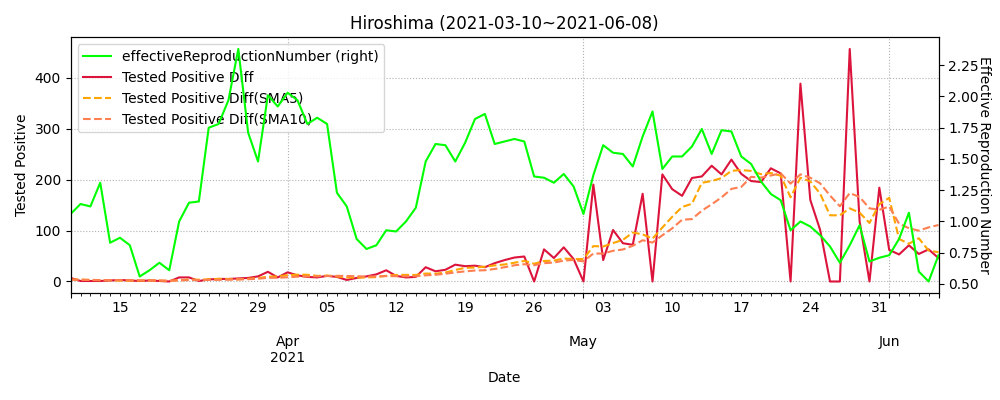 Hiroshima (2021-03-10~2021-06-08)
effectiveReproductionNumber (right)
Tested Positive Diff
Tested Positive Diff(SMA5)
Tested Positive Diff(SMA10)
Tested Positive
400
300
200
100
0
2.25
2.00
1.75
1.50
1.25
1.00
0.75
0.50
Effective Reproduction Number
15 22 29 05 12 19 26 03 10 17 24 31
Apr May Jun
2021
Date